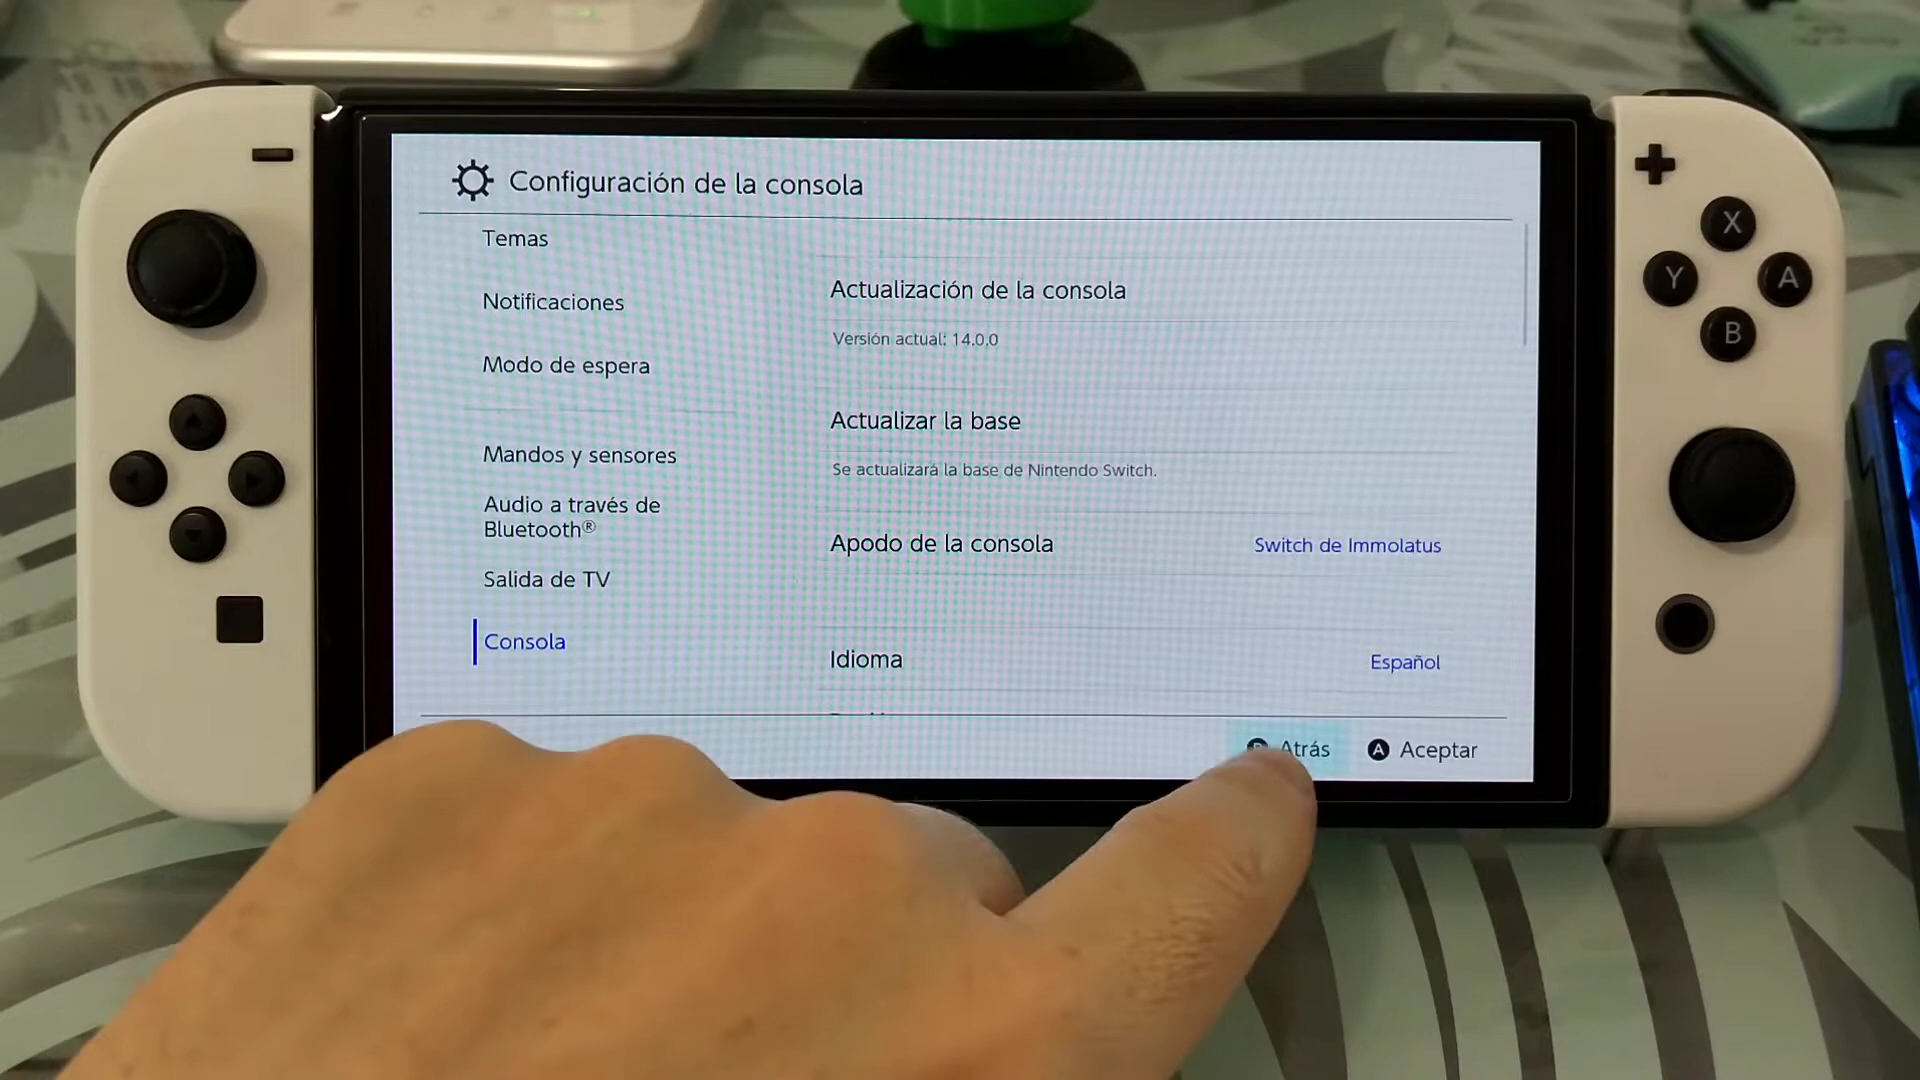 Configuración de la consola
Temas
Notificaciones
Modo de espera
Mandos y sensores
Audio a través de
Bluetooth®
Salida de TV
Consola
Actualización de la consola
Versión actual: 14.0.0
Actualizar la base
Se actualizará la base de Nintendo Switch.
Apodo de la consola Switch de Immolatus
Idioma Español
Atrás A Aceptar
X
Y A
B